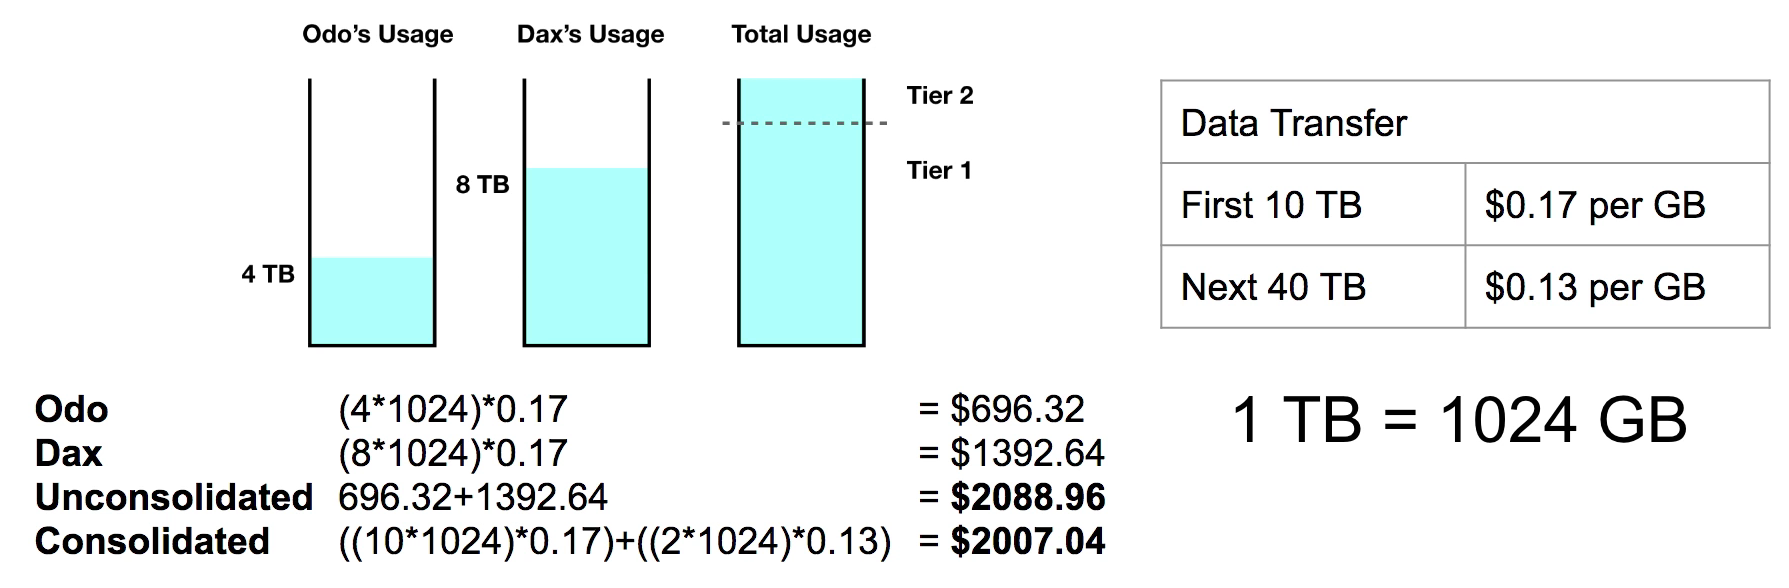 Odo’s Usage Dax’s Usage Total Usage
Tier 2
Tier 1
8 TB
4 TB
Data Transfer
First 10 TB $0.17 per GB
Next 40 TB $0.13 per GB
1 TB = 1024 GB
Odo (4*1024)*0.17 = $696.32
Dax (8*1024)*0.17 = $1392.64
Unconsolidated 696.32+1392.64 = $2088.96
Consolidated ((10*1024)*0.17)+((2*1024)*0.13) = $2007.04